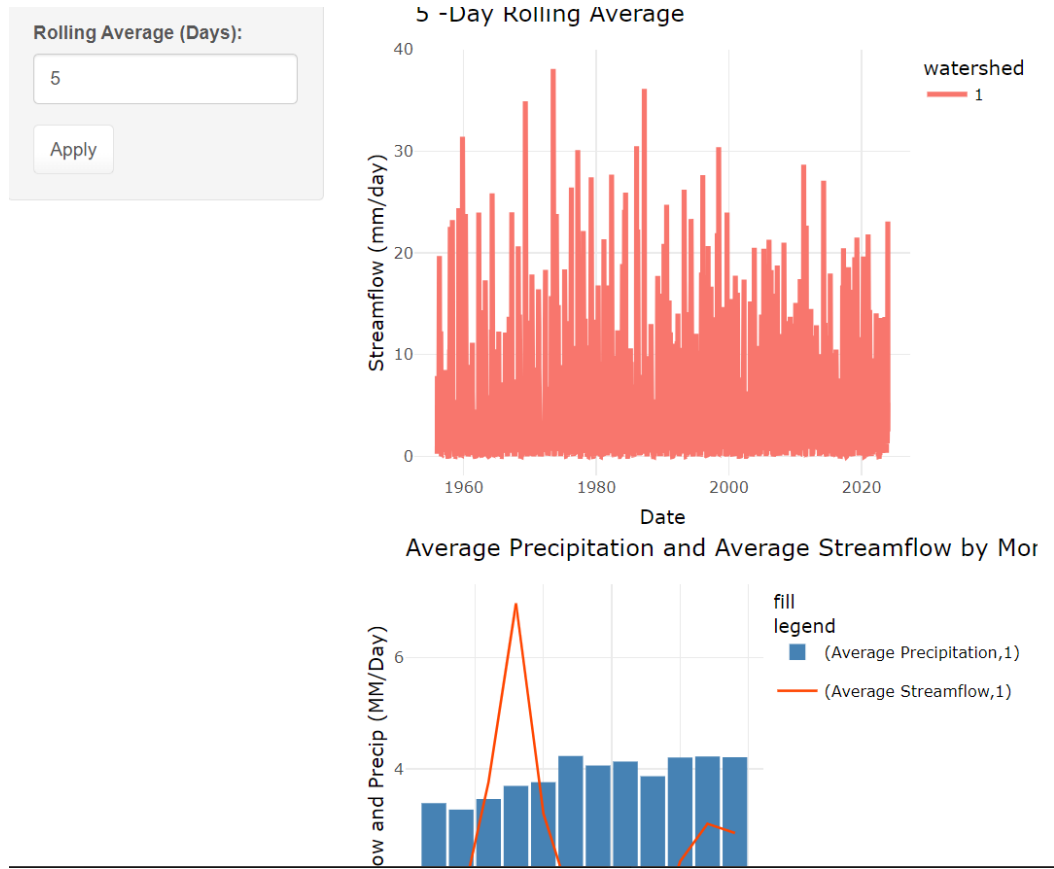 Rolling Average (Days):
5
Apply
5 -Day Rolling Average
40
30
20
10
0
Streamflow (mm/day)
1960
1980
2000
2020
Date
watershed
1
Average Precipitation and Average Streamflow by
6
4
and Precip (MM/Day)
fill
legend
(Average Precipitation,1)
(Average Streamflow,1)